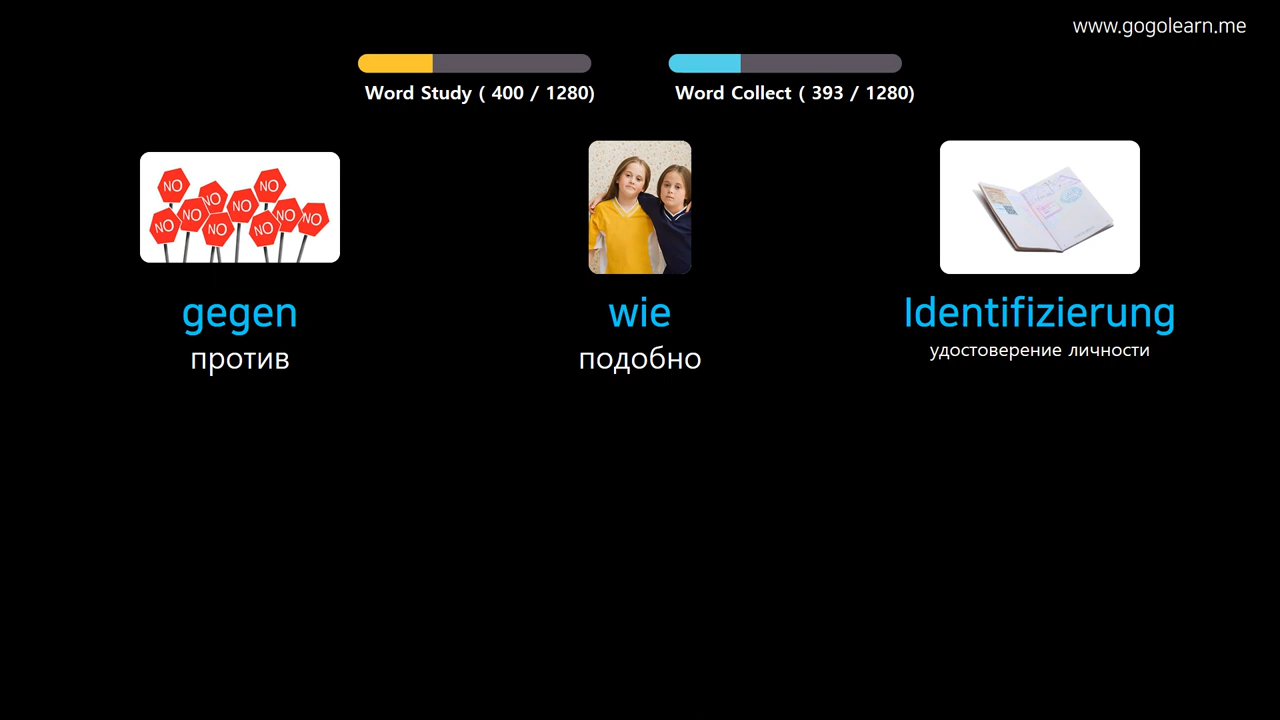 www.gogolearn.me
Word Study ( 400 / 1280)
Word Collect ( 393 / 1280)
NO NO NO
NO NO NO NO
NO NO NO
gegen
wie
Identifizierung
против
подобно
удостоверение личности